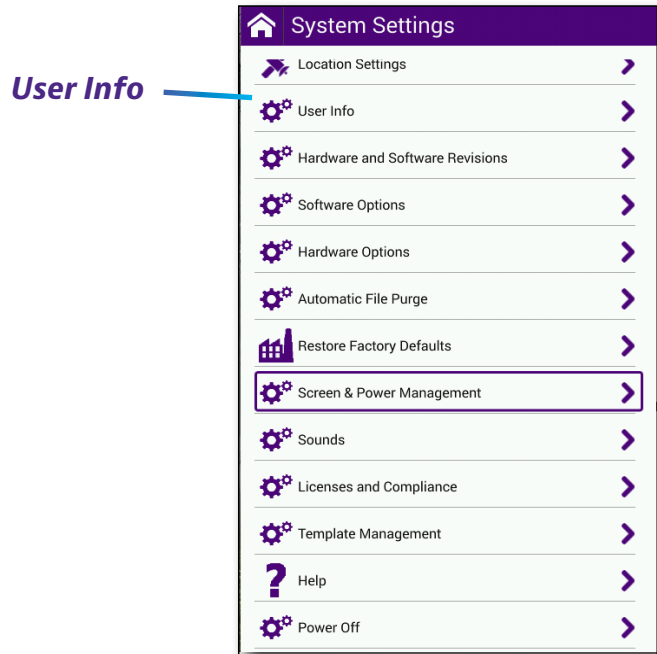 System Settings
Location Settings
User Info
User Info
Hardware and Software Revisions
Software Options
Hardware Options
Automatic File Purge
Restore Factory Defaults
Screen & Power Management
Sounds
Licenses and Compliance
Template Management
Help
Power Off